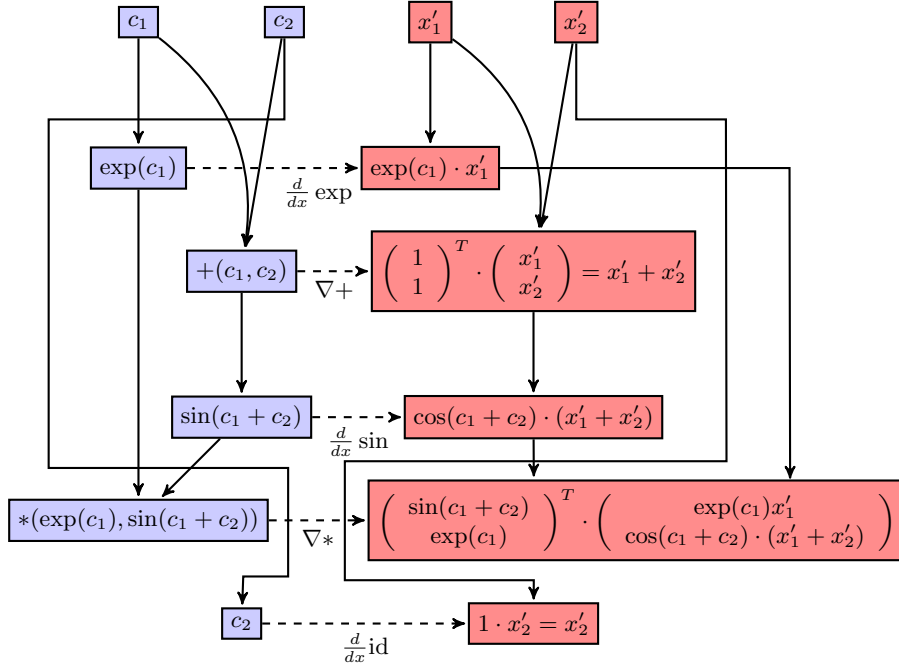 c₁ c₂ x′₁ x′₂
exp(c₁) exp(c₁) · x′₁
d/dx exp
+(c₁, c₂) ( 1 1 )ᵀ · ( x′₁ x′₂ ) = x′₁ + x′₂
∇+
sin(c₁ + c₂) cos(c₁ + c₂) · (x′₁ + x′₂)
d/dx sin
∗(exp(c₁), sin(c₁ + c₂)) ( sin(c₁ + c₂) exp(c₁) )ᵀ · ( exp(c₁)x′₁ cos(c₁ + c₂) · (x′₁ + x′₂) )
∇∗
c₂ 1 · x′₂ = x′₂
d/dx id